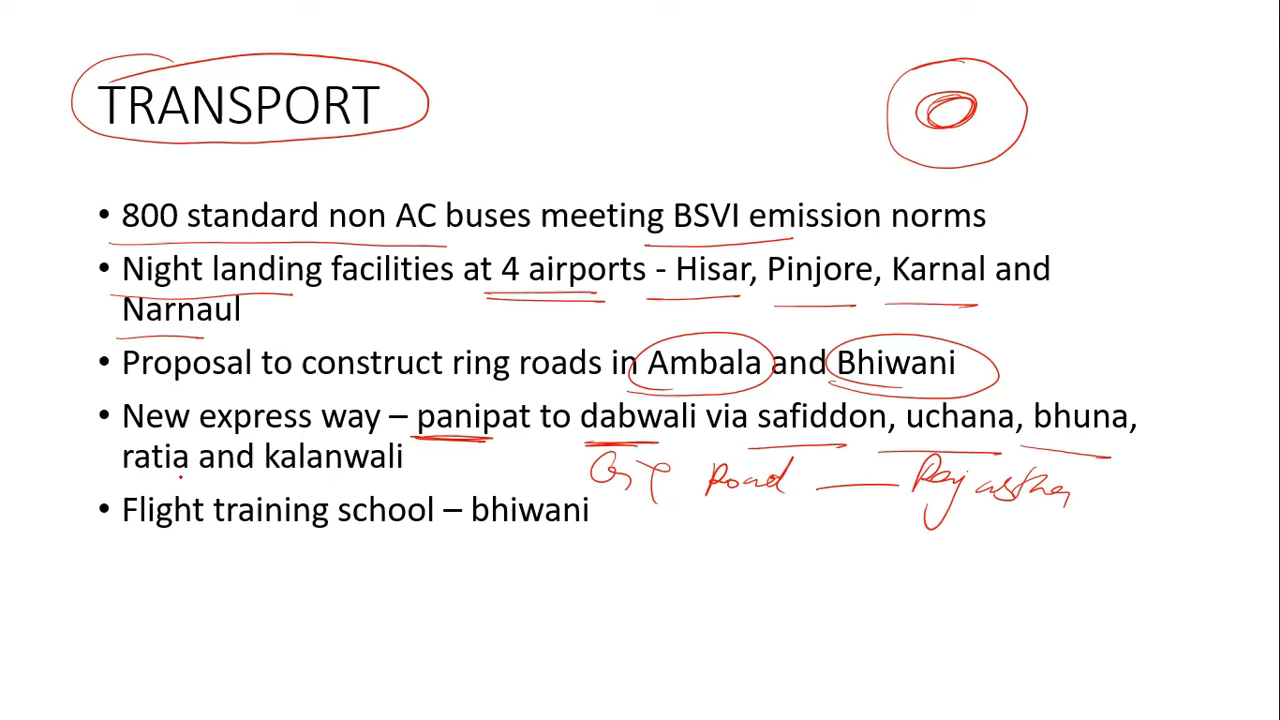 TRANSPORT
• 800 standard non AC buses meeting BSVI emission norms
• Night landing facilities at 4 airports - Hisar, Pinjore, Karnal and
Narnaul
• Proposal to construct ring roads in Ambala and Bhiwani
• New express way – panipat to dabwali via safiddon, uchana, bhuna,
ratia and kalanwali
Road — Rajasthan
• Flight training school – bhiwani